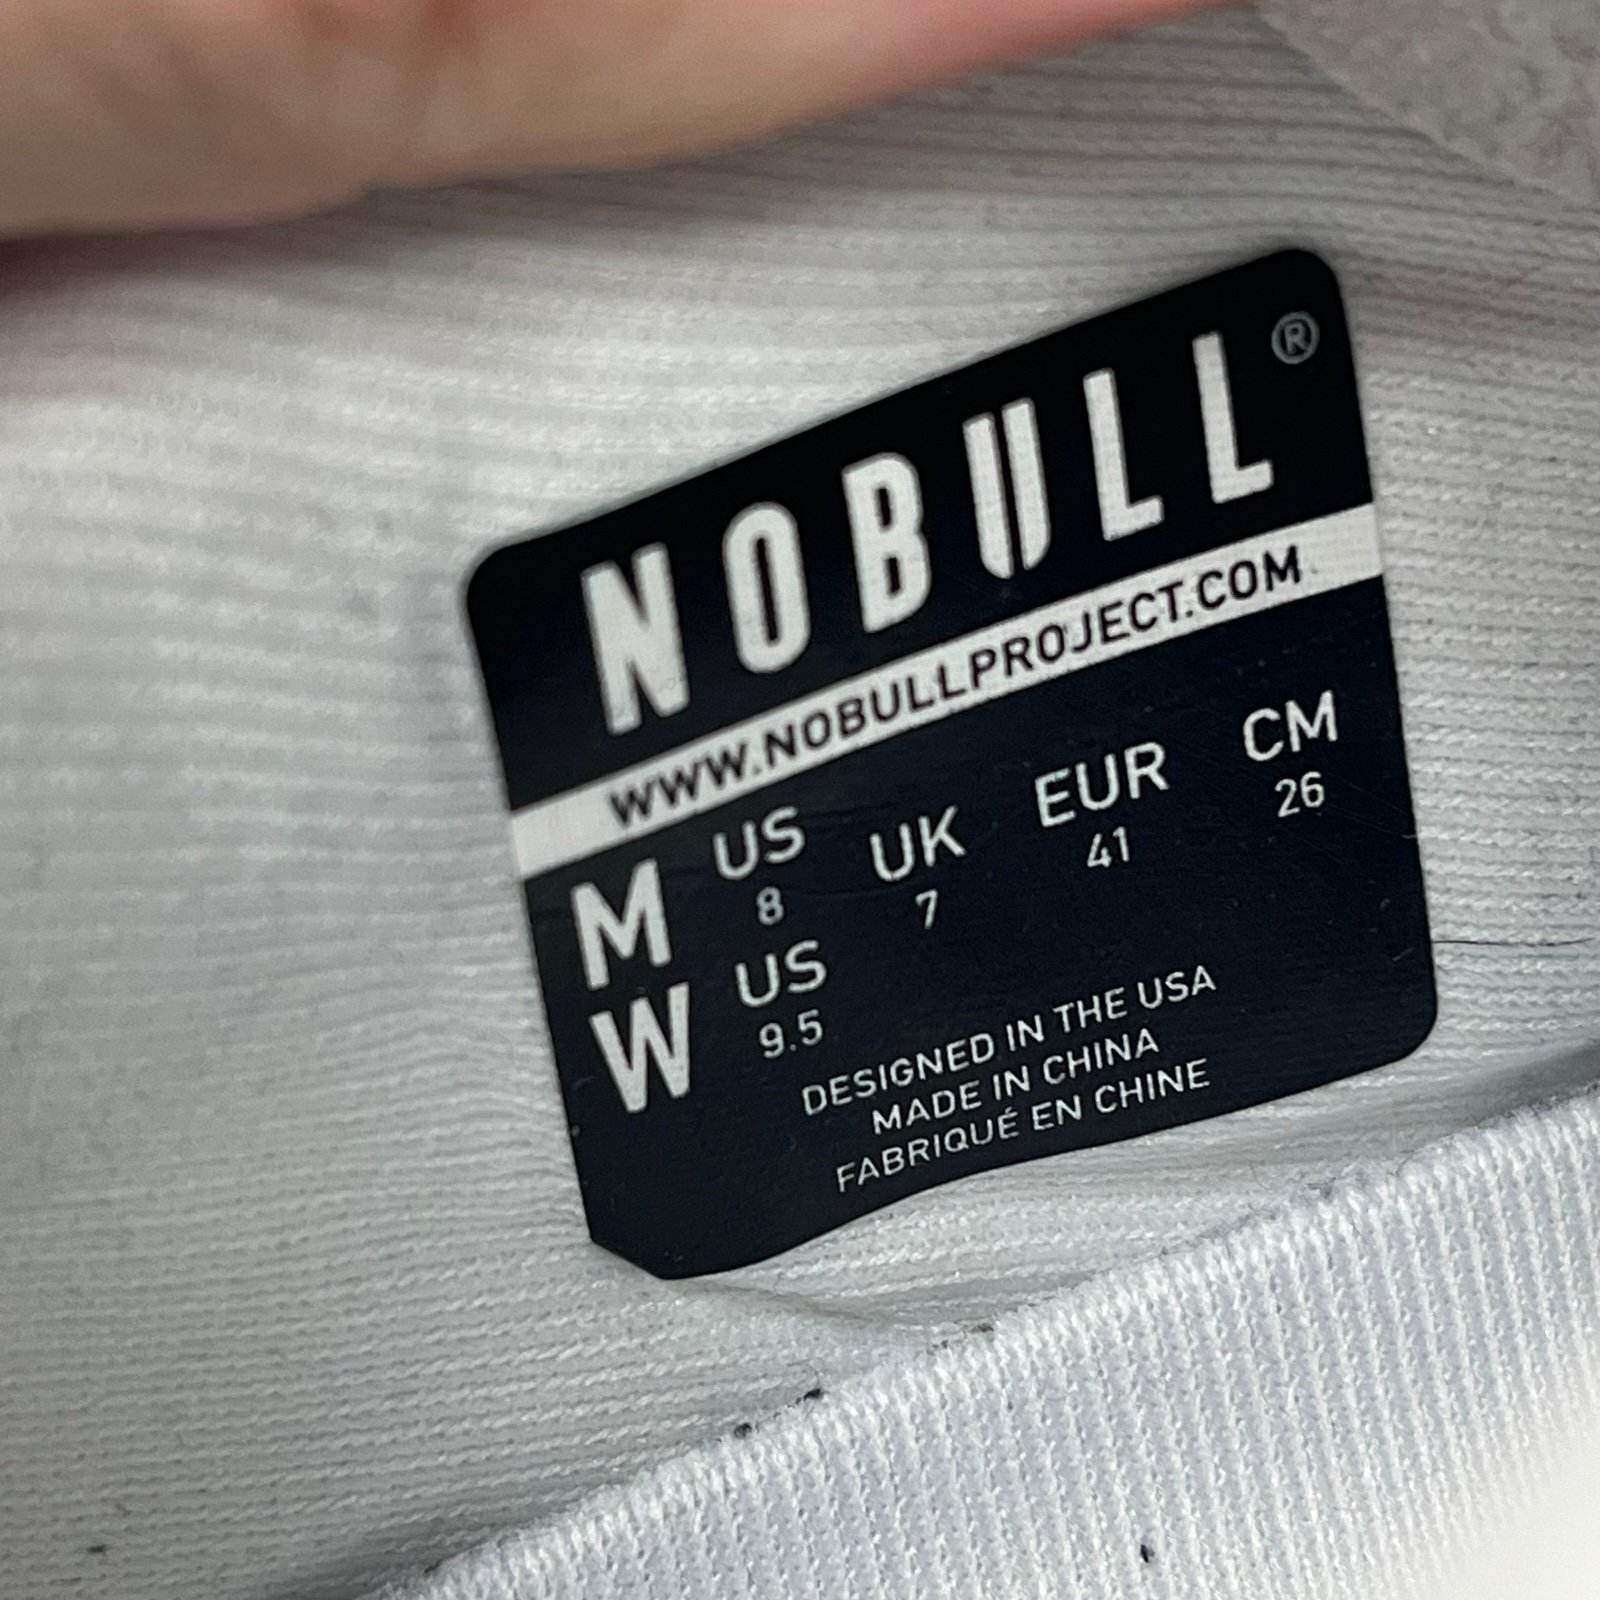 NOBULL®
WWW.NOBULLPROJECT.COM
M US UK EUR CM
8 7 41 26
W US
9.5
DESIGNED IN THE USA
MADE IN CHINA
FABRIQUÉ EN CHINE